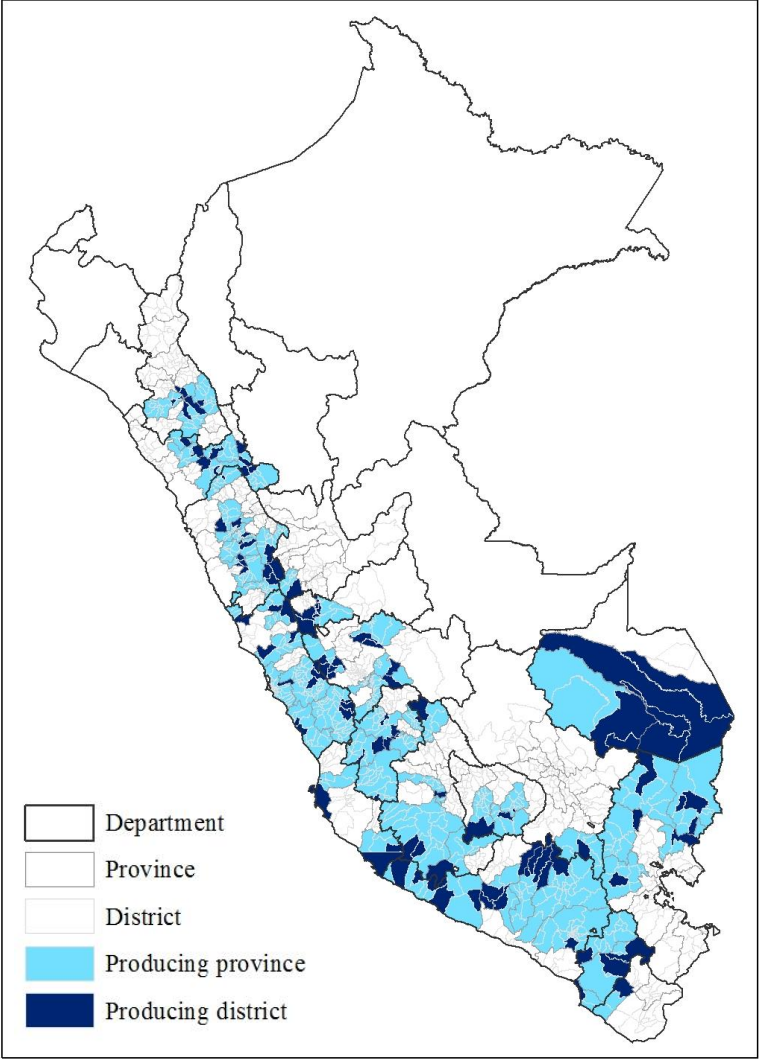 Department
Province
District
Producing province
Producing district